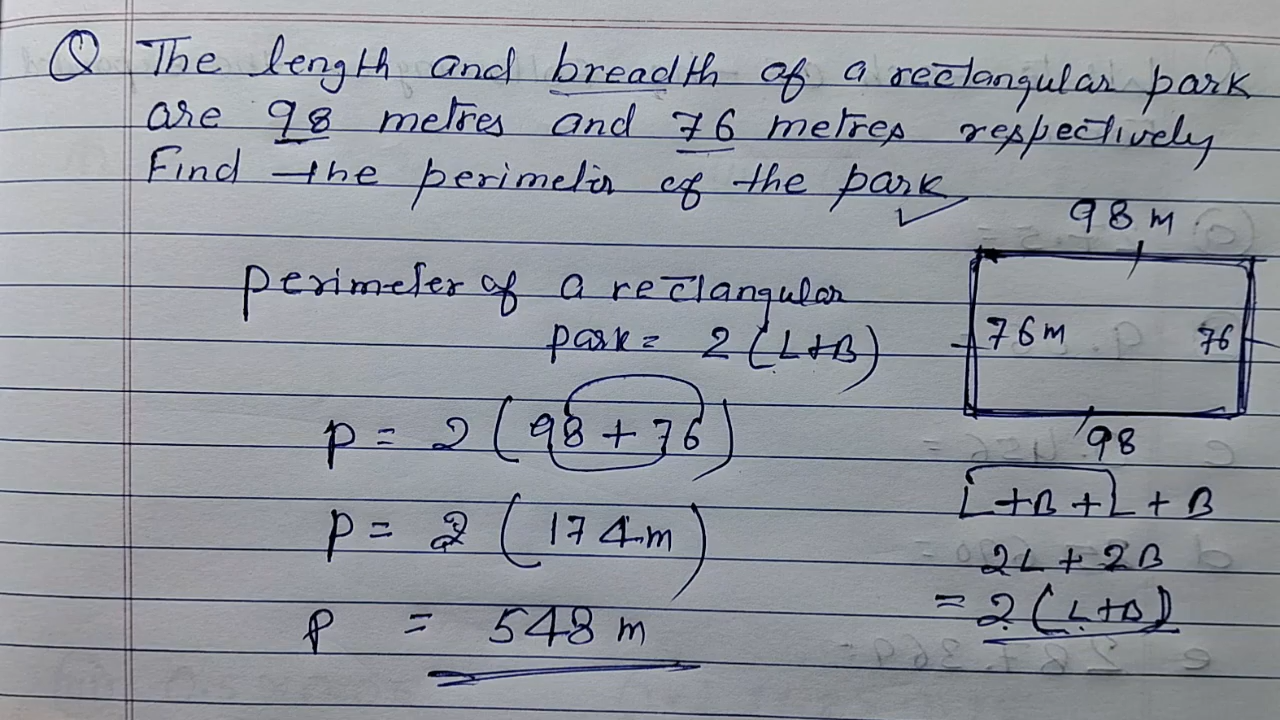 Q The length and breadth of a rectangular park
are 98 metres and 76 metres respectively
Find the perimeter of the park
98 m
perimeter of a rectangular
park = 2 (L+B)
76m 76
98
P = 2 ( 98 + 76 )
L+B+L+B
P = 2 ( 174m )
2L + 2B
= 2 (L+B)
P = 548 m